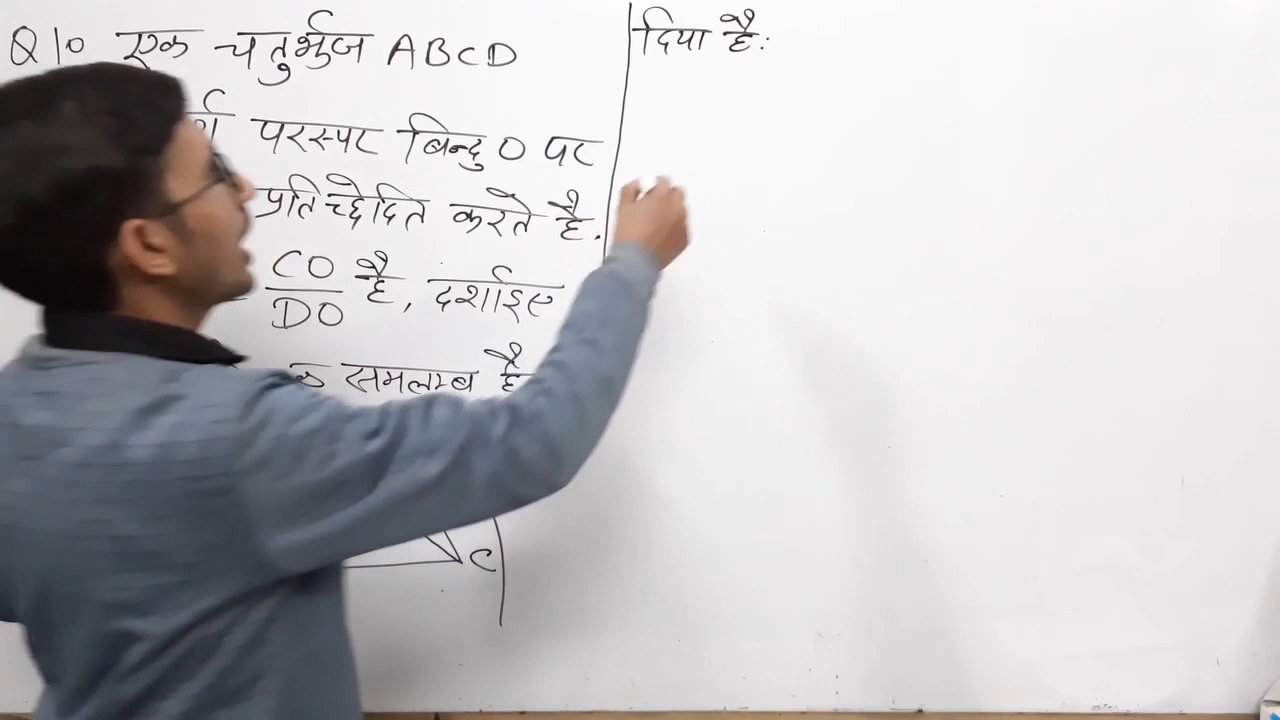 Q10 एक चतुर्भुज ABCD
परस्पर बिन्दु O पर
प्रतिच्छेदित करते है.
CO
DO
है, दर्शाइए
समलम्ब है
C
दिया है: